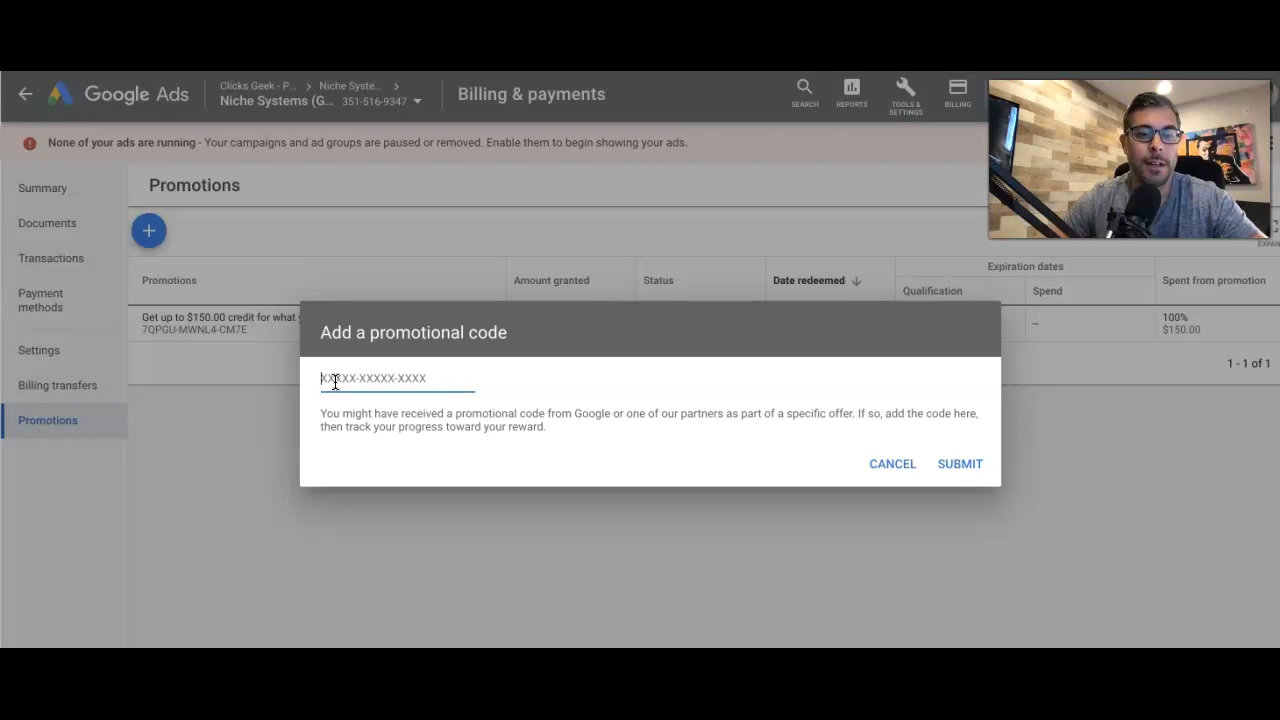 Google Ads
Clicks Geek - P... > Niche Syste... >
Niche Systems (G... 351-516-9347
Billing & payments
SEARCH
REPORTS
TOOLS &
SETTINGS
BILLING
None of your ads are running - Your campaigns and ad groups are paused or removed. Enable them to begin showing your ads.
Summary
Documents
Transactions
Payment
methods
Settings
Billing transfers
Promotions
Promotions
Promotions
Amount granted
Status
Date redeemed
Expiration dates
Qualification
Spend
Spent from promotion
Get up to $150.00 credit for what
7QPGU-MWNL4-CM7E
–
100%
$150.00
1 - 1 of 1
Add a promotional code
XXXXX-XXXXX-XXXX
You might have received a promotional code from Google or one of our partners as part of a specific offer. If so, add the code here,
then track your progress toward your reward.
CANCEL
SUBMIT